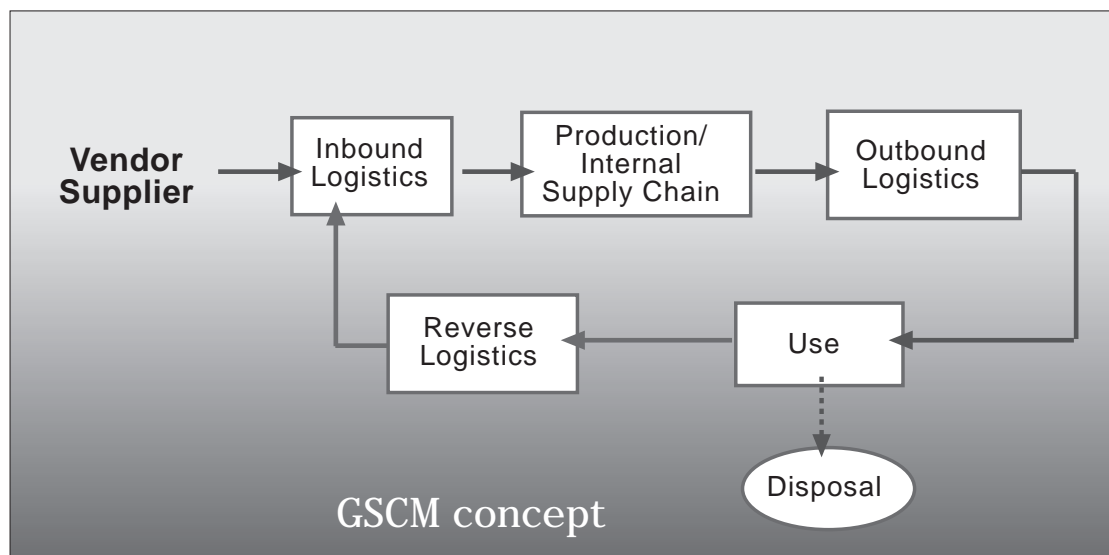 Vendor
Supplier
Inbound
Logistics
Production/
Internal
Supply Chain
Outbound
Logistics
Reverse
Logistics
Use
Disposal
GSCM concept